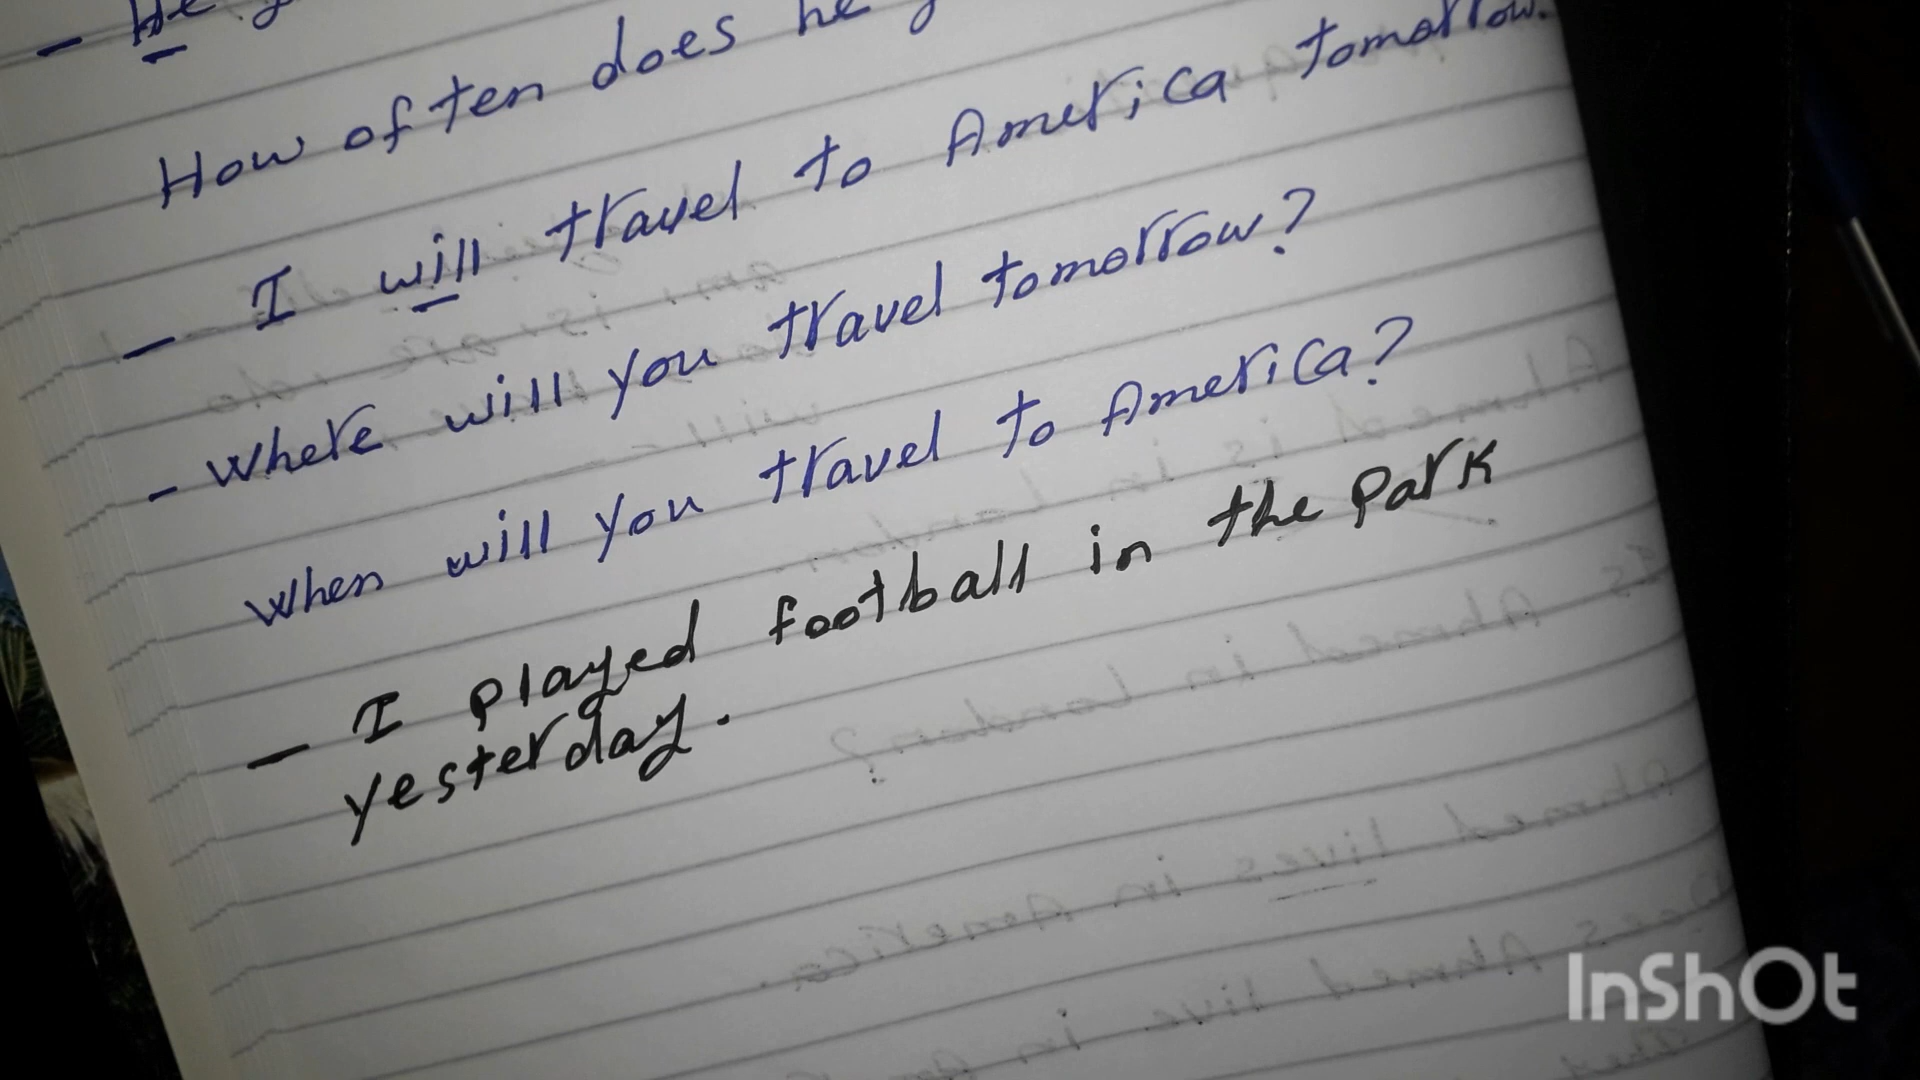 - He
How often does he
- I will travel to America tomorrow.
- Where will you travel tomorrow?
When will you travel to America?
- I played football in the park
yesterday.
InShOt